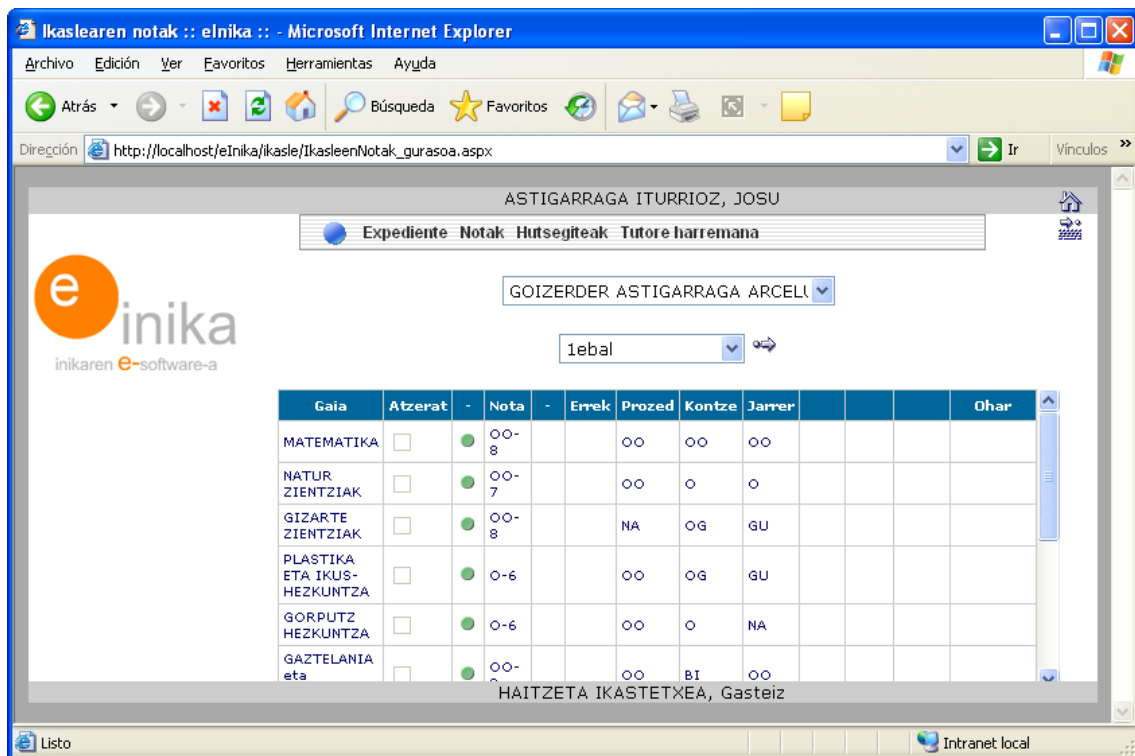 Ikaslearen notak :: eInika :: - Microsoft Internet Explorer
Archivo Edición Ver Favoritos Herramientas Ayuda
Atrás Búsqueda Favoritos
Dirección http://localhost/eInika/ikasle/IkasleenNotak_gurasoa.aspx Ir Vínculos »
ASTIGARRAGA ITURRIOZ, JOSU
Expediente Notak Hutsegiteak Tutore harremana
e inika
inikaren e-software-a
GOIZERDER ASTIGARRAGA ARCELU
1ebal
Gaia Atzerat - Nota - Errek Prozed Kontze Jarrer Ohar
MATEMATIKA OO-8 OO OO OO
NATUR ZIENTZIAK OO-7 OO O O
GIZARTE ZIENTZIAK OO-8 NA OG GU
PLASTIKA ETA IKUS-HEZKUNTZA O-6 OO OG GU
GORPUTZ HEZKUNTZA O-6 OO O NA
GAZTELANIA eta OO- OO BI OO
HAITZETA IKASTETXEA, Gasteiz
Listo Intranet local